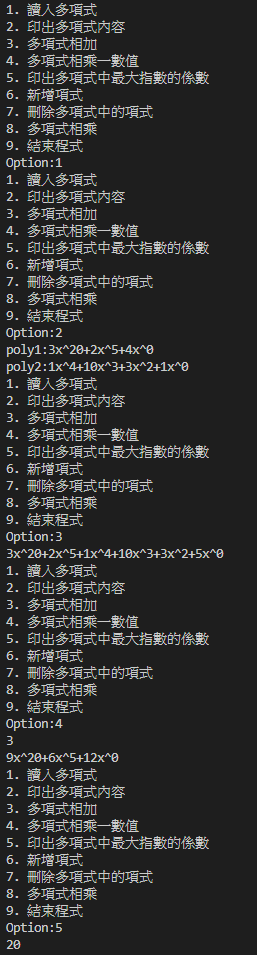 1. 讀入多項式
2. 印出多項式內容
3. 多項式相加
4. 多項式相乘一數值
5. 印出多項式中最大指數的係數
6. 新增項式
7. 刪除多項式中的項式
8. 多項式相乘
9. 結束程式
Option:1
1. 讀入多項式
2. 印出多項式內容
3. 多項式相加
4. 多項式相乘一數值
5. 印出多項式中最大指數的係數
6. 新增項式
7. 刪除多項式中的項式
8. 多項式相乘
9. 結束程式
Option:2
poly1:3x^20+2x^5+4x^0
poly2:1x^4+10x^3+3x^2+1x^0
1. 讀入多項式
2. 印出多項式內容
3. 多項式相加
4. 多項式相乘一數值
5. 印出多項式中最大指數的係數
6. 新增項式
7. 刪除多項式中的項式
8. 多項式相乘
9. 結束程式
Option:3
3x^20+2x^5+1x^4+10x^3+3x^2+5x^0
1. 讀入多項式
2. 印出多項式內容
3. 多項式相加
4. 多項式相乘一數值
5. 印出多項式中最大指數的係數
6. 新增項式
7. 刪除多項式中的項式
8. 多項式相乘
9. 結束程式
Option:4
3
9x^20+6x^5+12x^0
1. 讀入多項式
2. 印出多項式內容
3. 多項式相加
4. 多項式相乘一數值
5. 印出多項式中最大指數的係數
6. 新增項式
7. 刪除多項式中的項式
8. 多項式相乘
9. 結束程式
Option:5
20